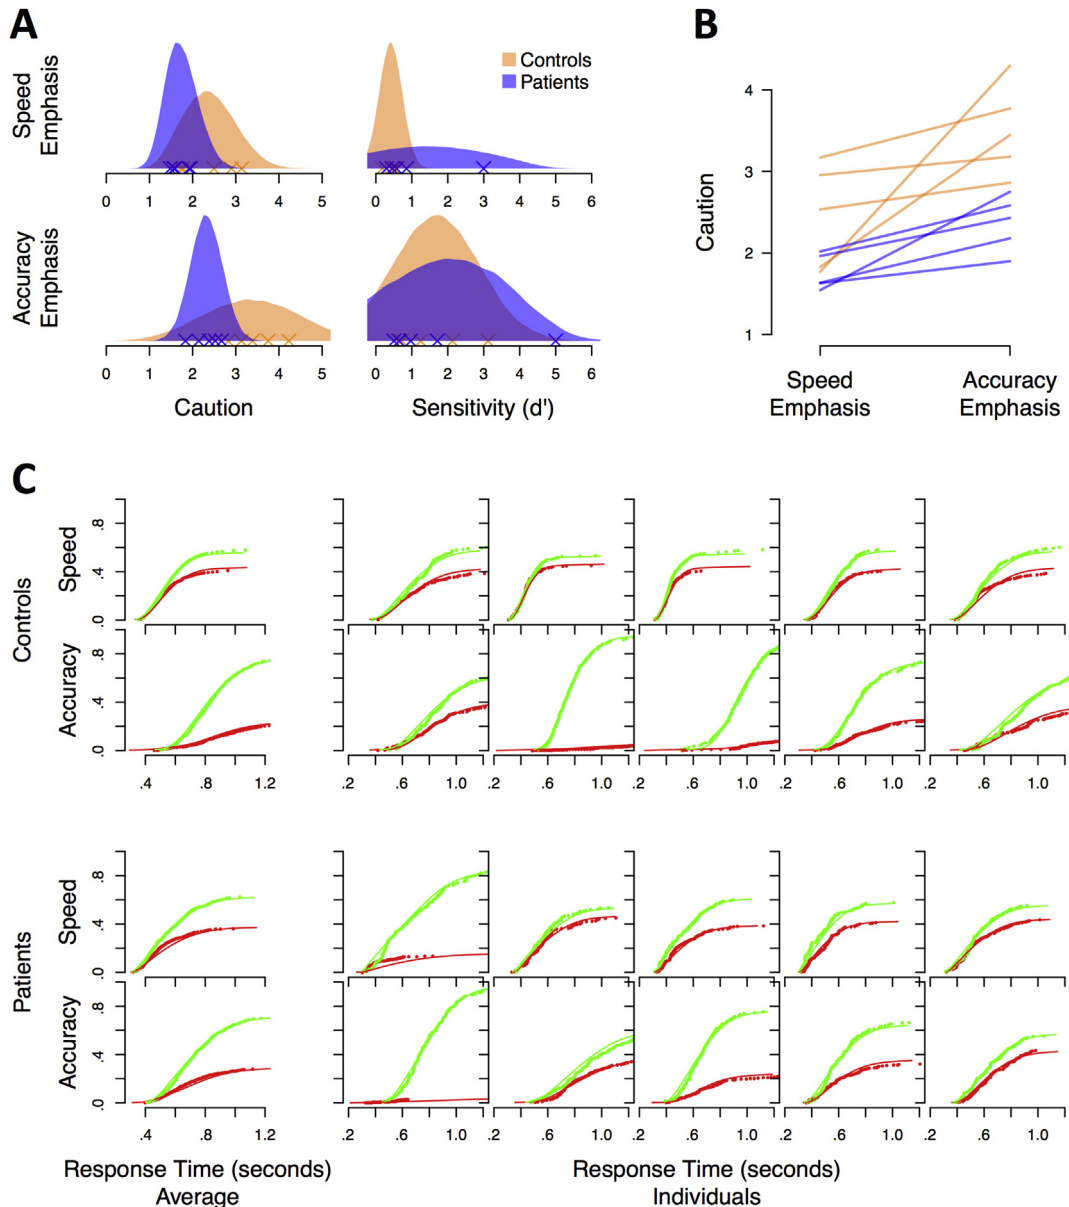 A
Speed
Emphasis
Controls
Patients
0 1 2 3 4 5
0 1 2 3 4 5 6
Accuracy
Emphasis
0 1 2 3 4 5
0 1 2 3 4 5 6
Caution
Sensitivity (d')
B
Caution
4
3
2
1
Speed
Emphasis
Accuracy
Emphasis
C
Controls
Speed
.8
.4
.0
Accuracy
.8
.4
.0
.4 .8 1.2
.2 .6 1.0
.2 .6 1.0
.2 .6 1.0
.2 .6 1.0
.2 .6 1.0
Patients
Speed
.8
.4
.0
Accuracy
.8
.4
.0
.4 .8 1.2
.2 .6 1.0
.2 .6 1.0
.2 .6 1.0
.2 .6 1.0
.2 .6 1.0
Response Time (seconds)
Average
Response Time (seconds)
Individuals